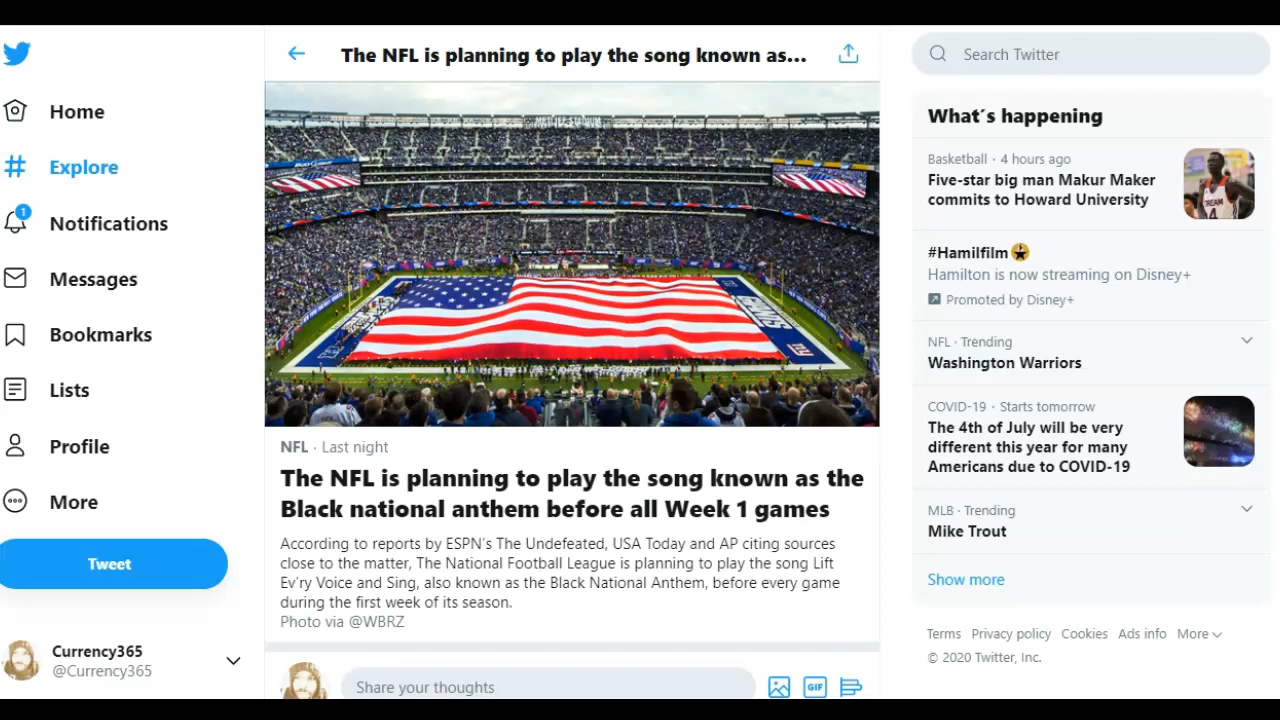 Home
Explore
1
Notifications
Messages
Bookmarks
Lists
Profile
More
Tweet
Currency365
@Currency365
The NFL is planning to play the song known as...
NFL · Last night
The NFL is planning to play the song known as the
Black national anthem before all Week 1 games
According to reports by ESPN's The Undefeated, USA Today and AP citing sources
close to the matter, The National Football League is planning to play the song Lift
Ev'ry Voice and Sing, also known as the Black National Anthem, before every game
during the first week of its season.
Photo via @WBRZ
Share your thoughts
GIF
Search Twitter
What´s happening
Basketball · 4 hours ago
Five-star big man Makur Maker
commits to Howard University
#Hamilfilm
Hamilton is now streaming on Disney+
Promoted by Disney+
NFL · Trending
Washington Warriors
COVID-19 · Starts tomorrow
The 4th of July will be very
different this year for many
Americans due to COVID-19
MLB · Trending
Mike Trout
Show more
Terms Privacy policy Cookies Ads info More
© 2020 Twitter, Inc.